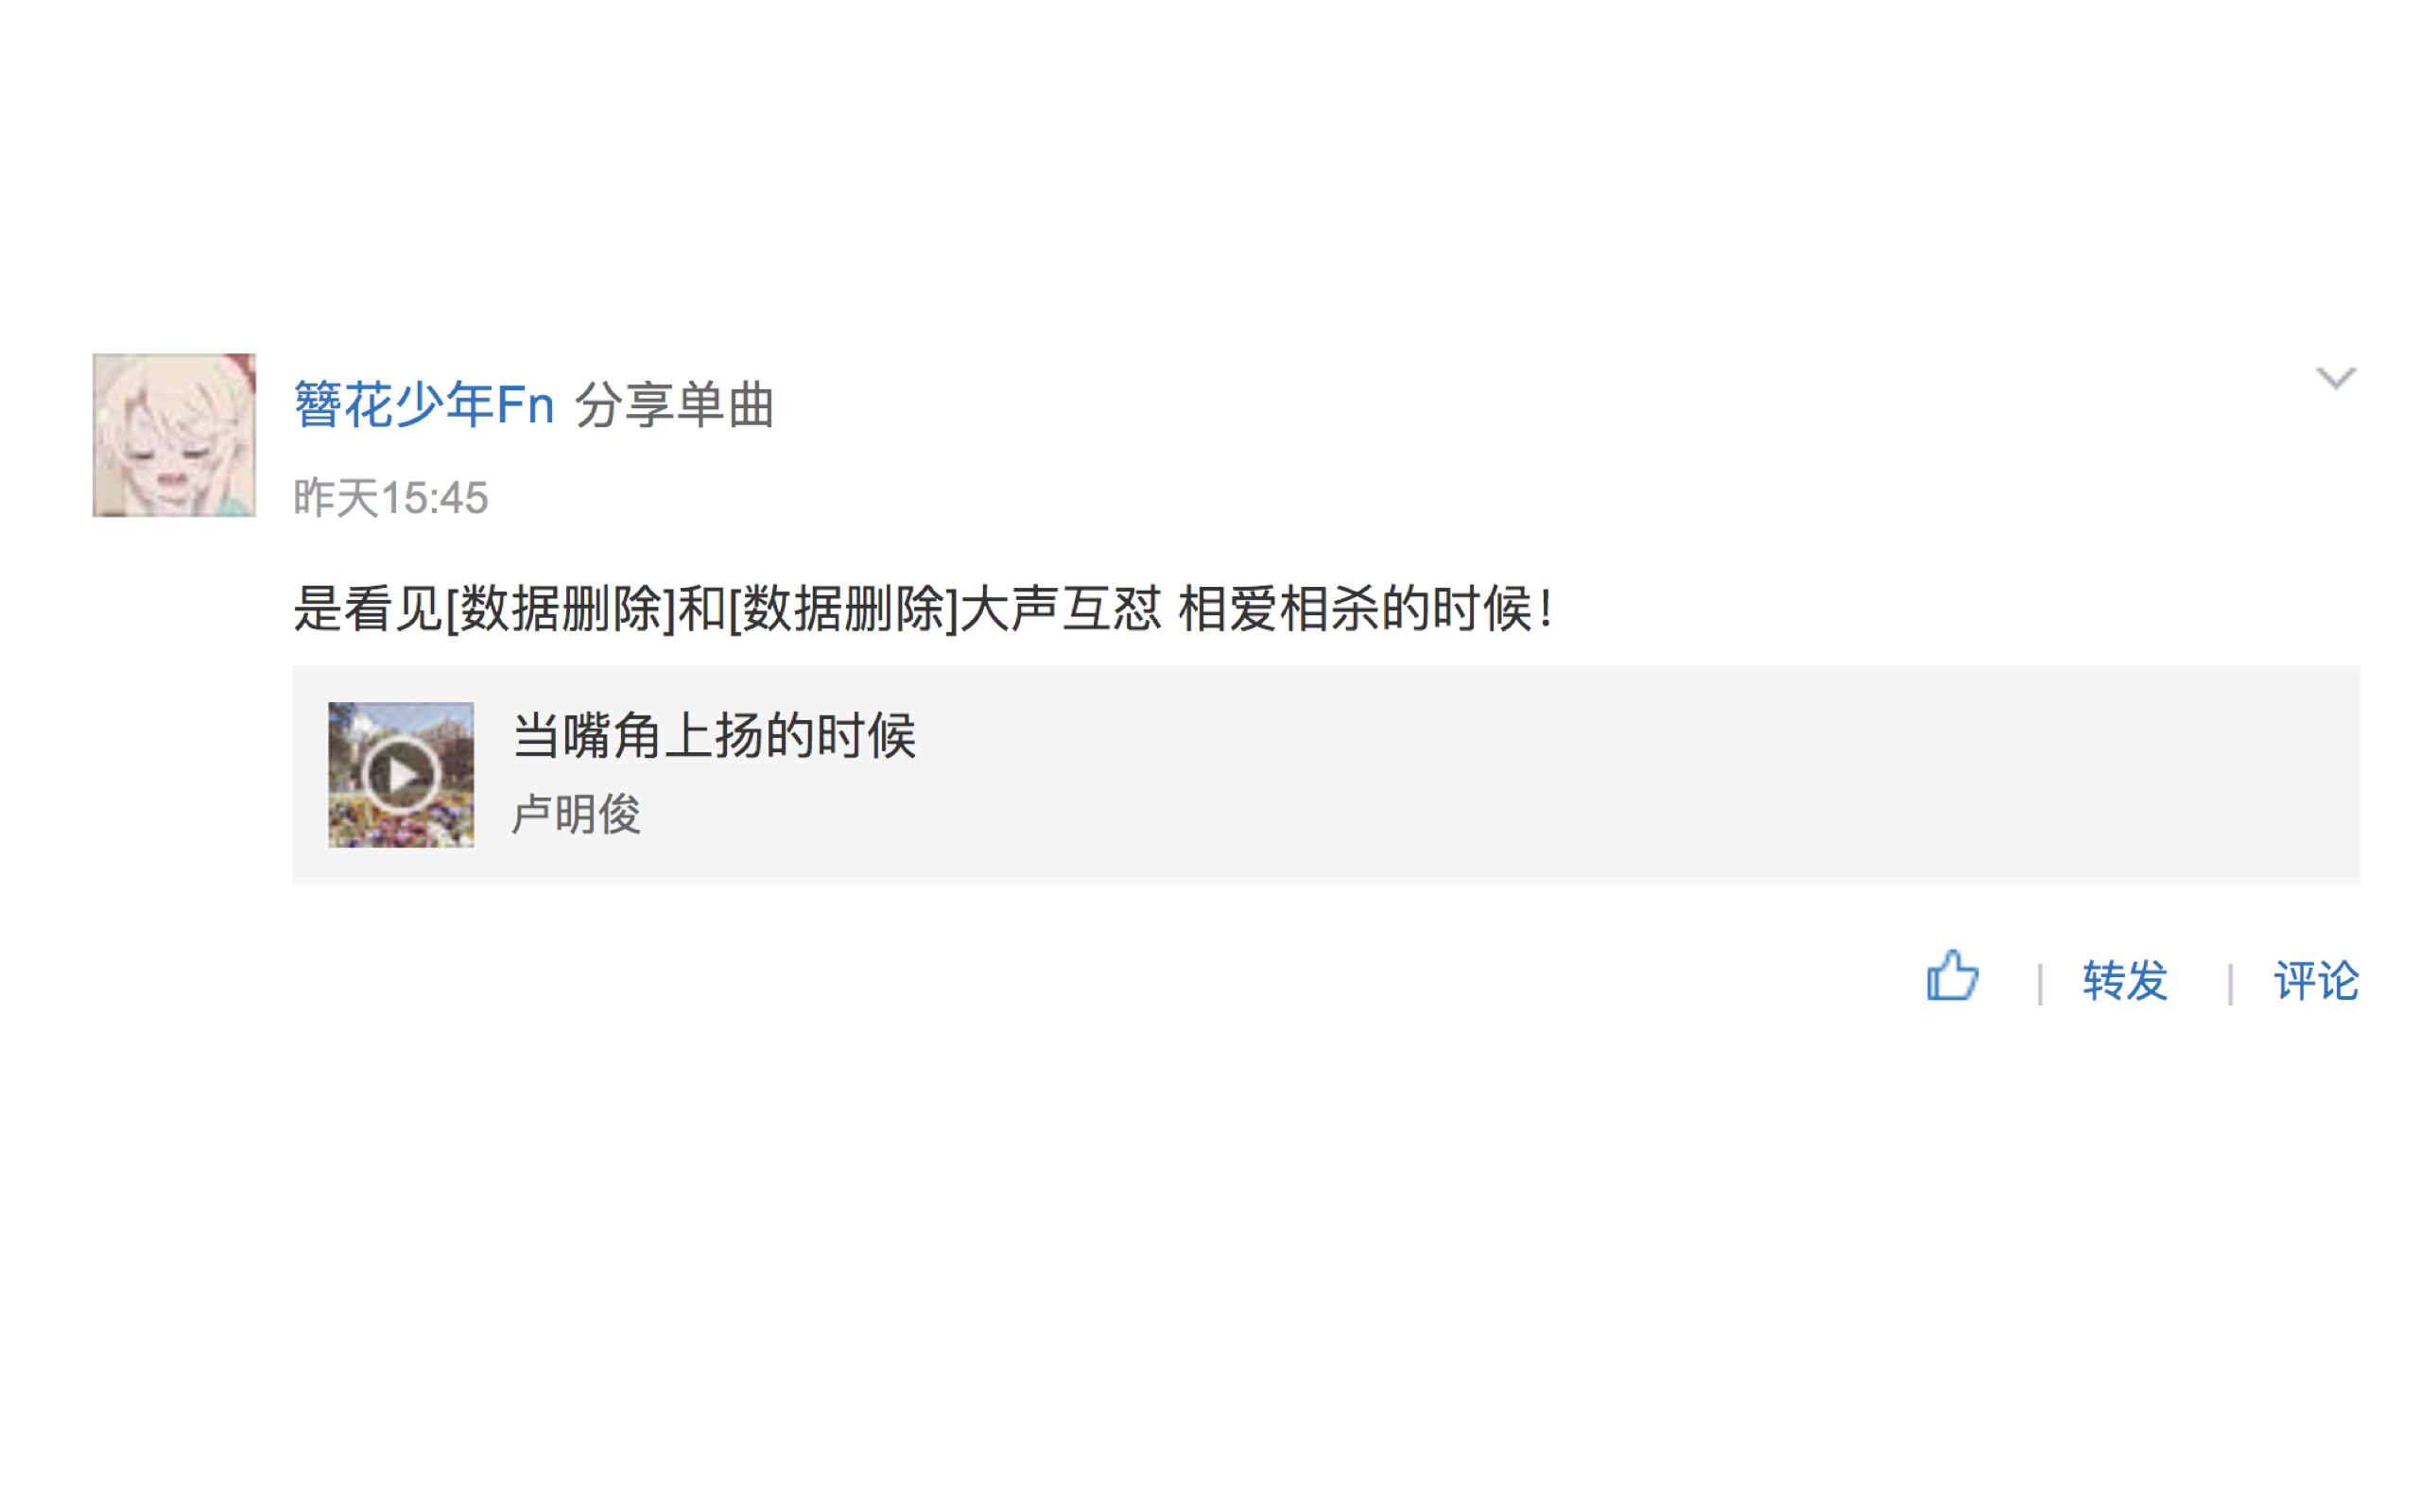 簪花少年Fn 分享单曲
昨天15:45
是看见[数据删除]和[数据删除]大声互怼 相爱相杀的时候！
当嘴角上扬的时候
卢明俊
转发 | 评论